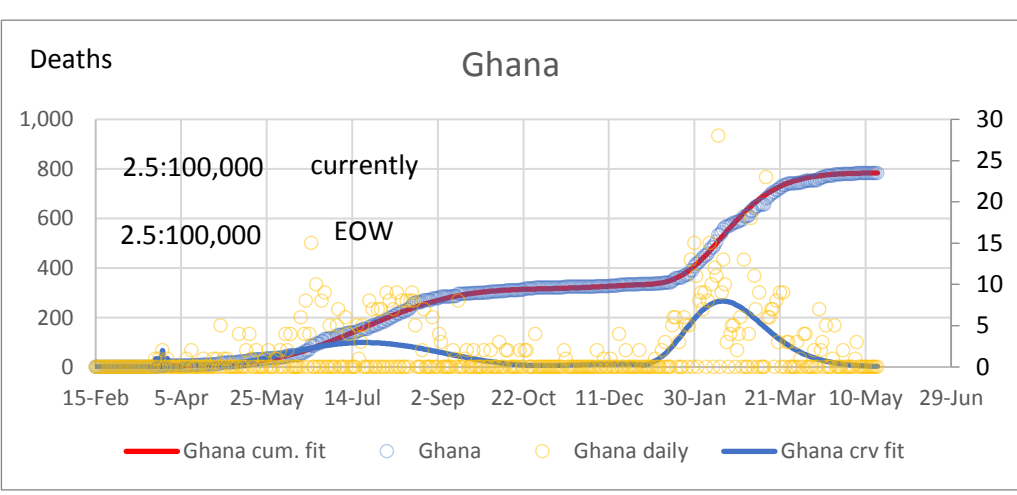 Deaths
Ghana
1,000 30
25
800 2.5:100,000 currently
20
600
2.5:100,000 EOW 15
400
10
200
5
0 0
15-Feb 5-Apr 25-May 14-Jul 2-Sep 22-Oct 11-Dec 30-Jan 21-Mar 10-May 29-Jun
Ghana cum. fit Ghana Ghana daily Ghana crv fit